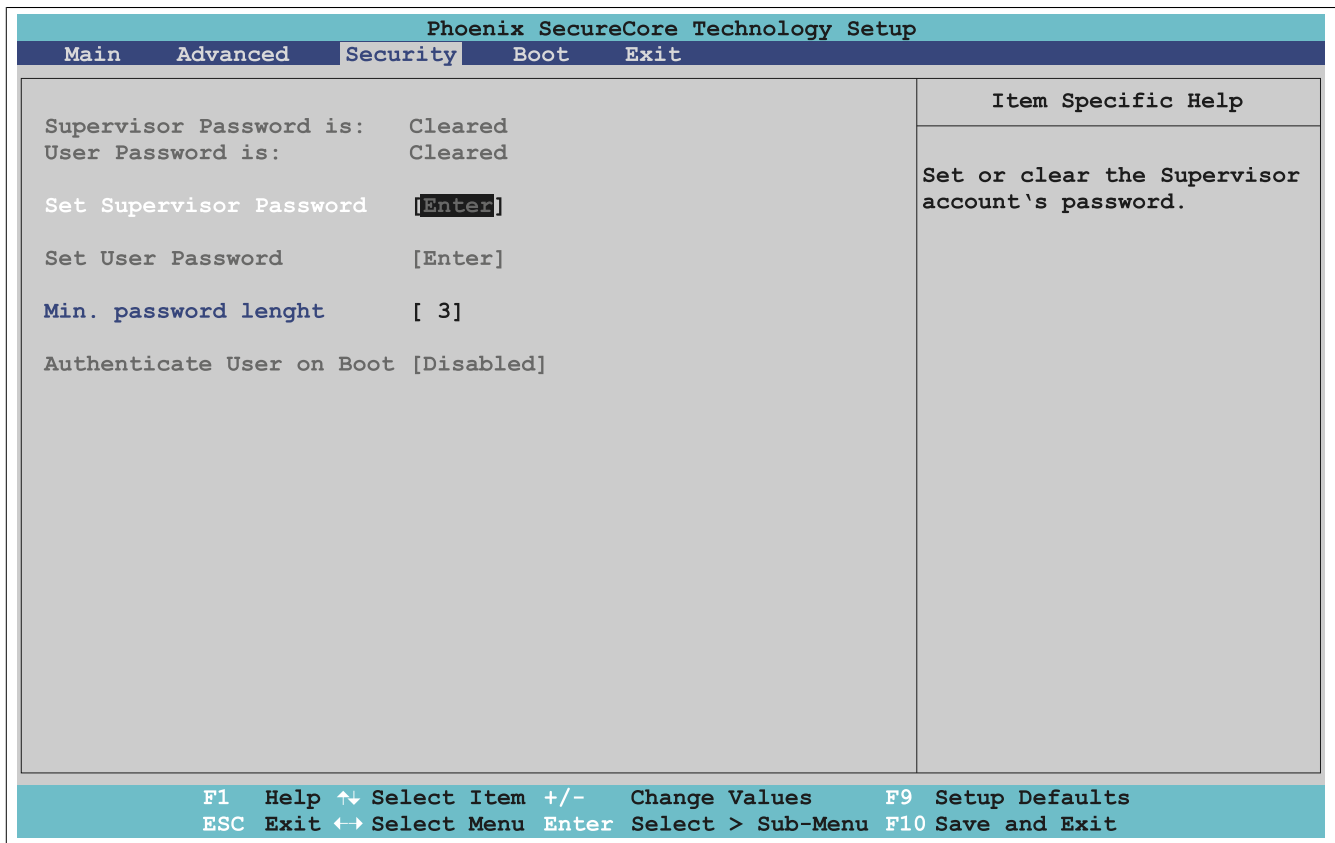 Phoenix SecureCore Technology Setup
Main Advanced Security Boot Exit
Supervisor Password is: Cleared
User Password is: Cleared
Set Supervisor Password [Enter]
Set User Password [Enter]
Min. password lenght [ 3]
Authenticate User on Boot [Disabled]
Item Specific Help
Set or clear the Supervisor
account‵s password.
F1 Help ↑↓ Select Item +/- Change Values F9 Setup Defaults
ESC Exit ↔ Select Menu Enter Select > Sub-Menu F10 Save and Exit